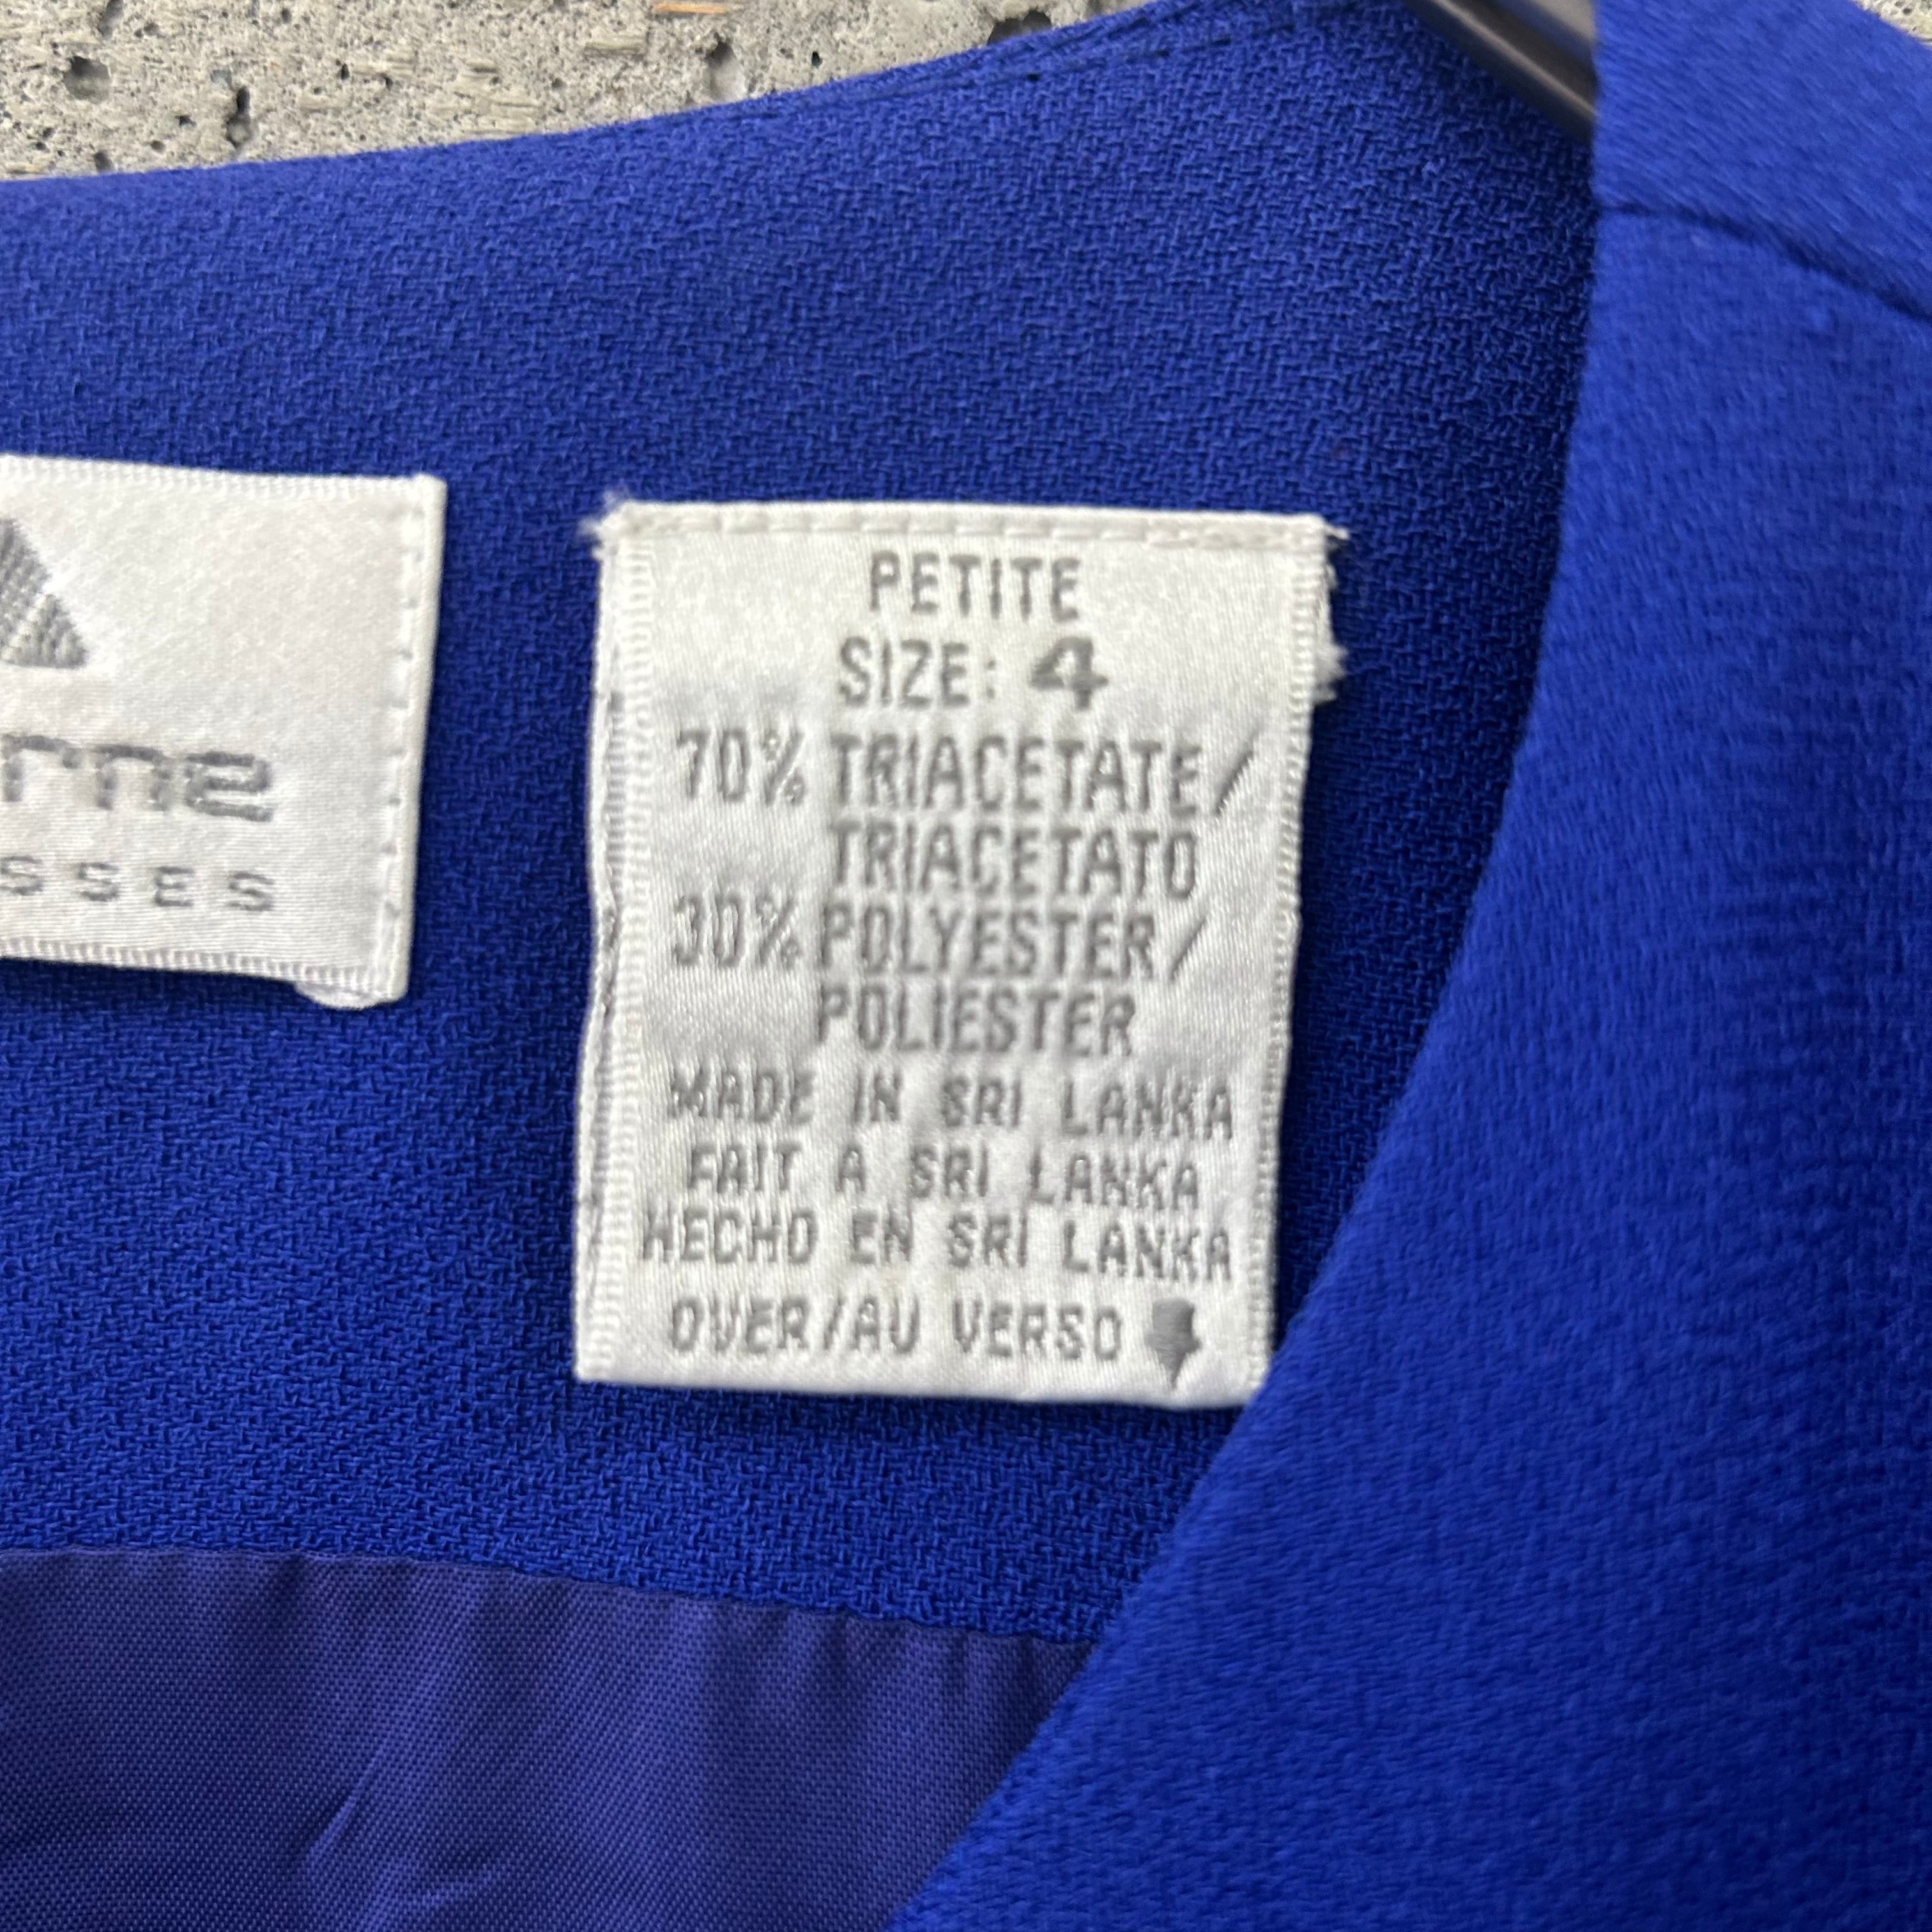 SSES
PETITE
SIZE: 4
70% TRIACETATE/
TRIACETATO
30% POLYESTER/
POLIESTER
MADE IN SRI LANKA
FAIT A SRI LANKA
HECHO EN SRI LANKA
OVER/AU VERSO